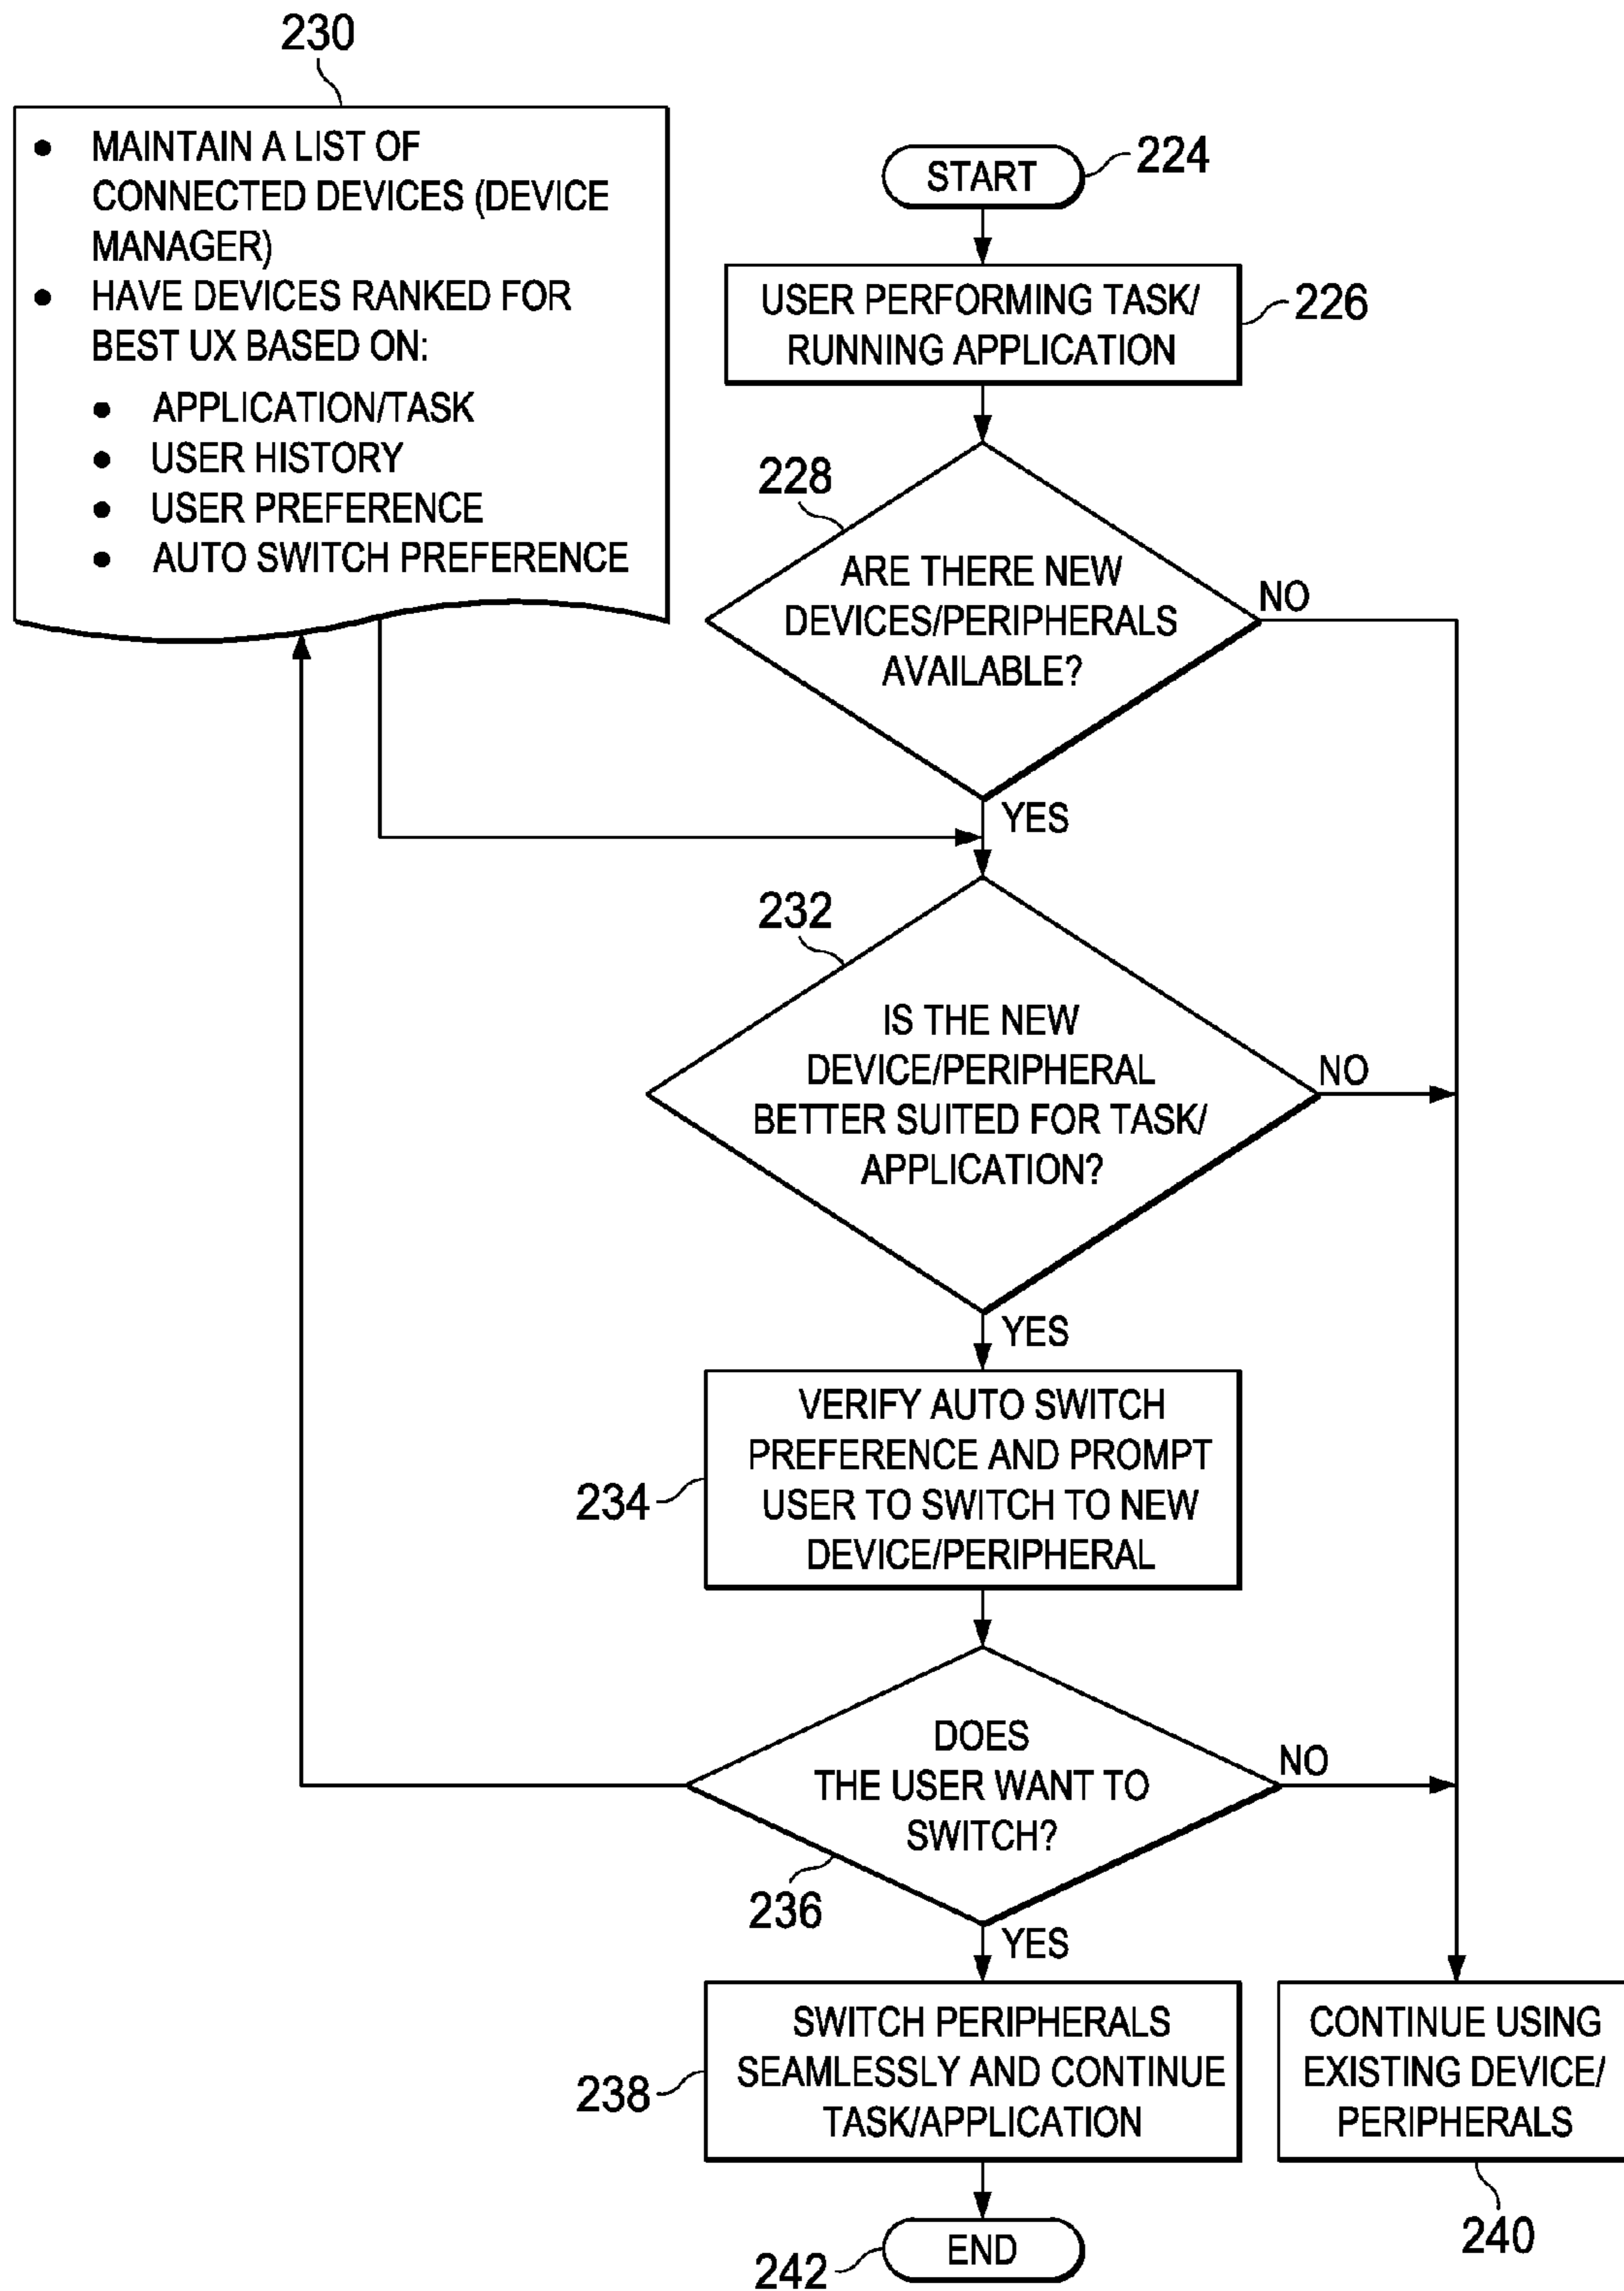 230
• MAINTAIN A LIST OF
CONNECTED DEVICES (DEVICE
MANAGER)
• HAVE DEVICES RANKED FOR
BEST UX BASED ON:
• APPLICATION/TASK
• USER HISTORY
• USER PREFERENCE
• AUTO SWITCH PREFERENCE
START
224
USER PERFORMING TASK/
RUNNING APPLICATION
226
228
ARE THERE NEW
DEVICES/PERIPHERALS
AVAILABLE?
NO
YES
232
IS THE NEW
DEVICE/PERIPHERAL
BETTER SUITED FOR TASK/
APPLICATION?
NO
YES
VERIFY AUTO SWITCH
PREFERENCE AND PROMPT
USER TO SWITCH TO NEW
DEVICE/PERIPHERAL
234
DOES
THE USER WANT TO
SWITCH?
NO
236
YES
SWITCH PERIPHERALS
SEAMLESSLY AND CONTINUE
TASK/APPLICATION
238
CONTINUE USING
EXISTING DEVICE/
PERIPHERALS
240
END
242